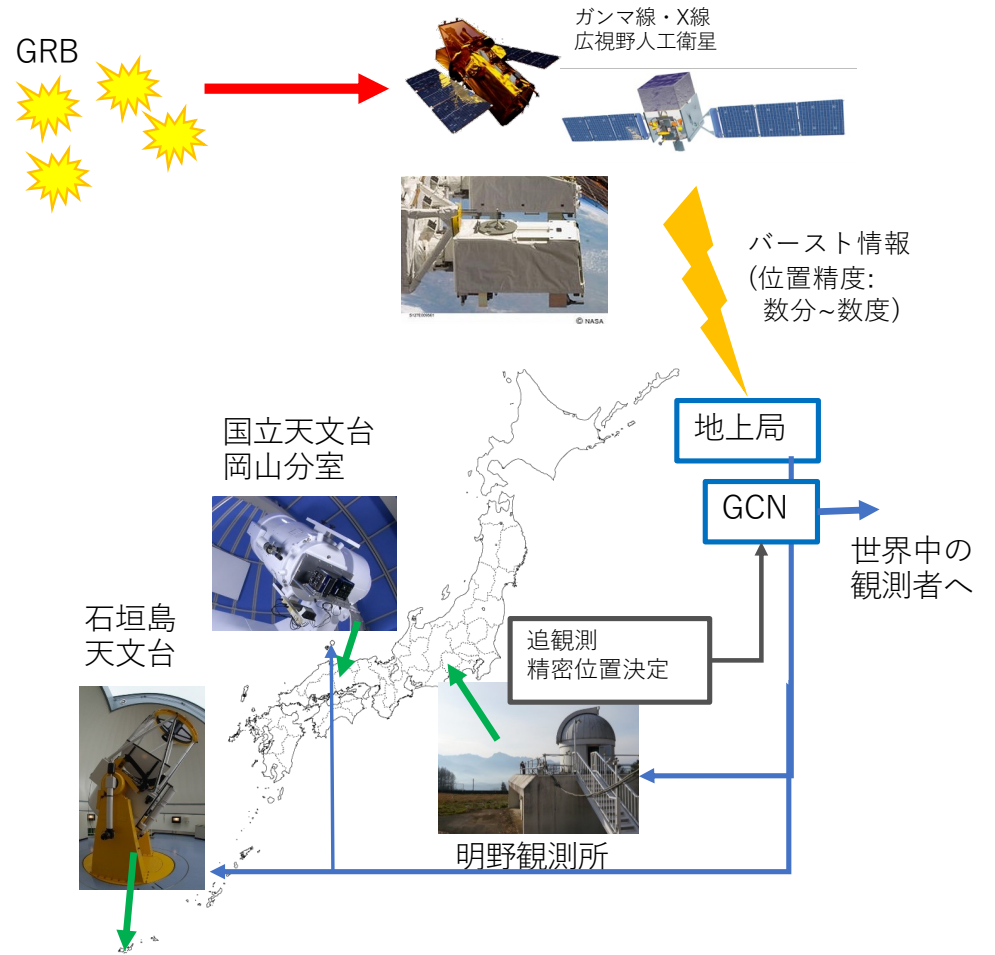 GRB
ガンマ線・X線
広視野人工衛星
© NASA
バースト情報
(位置精度:
数分~数度)
地上局
GCN
世界中の
観測者へ
国立天文台
岡山分室
石垣島
天文台
追観測
精密位置決定
明野観測所